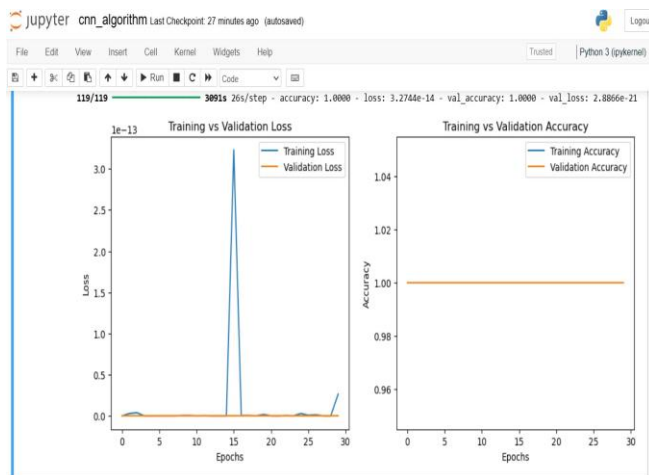 jupyter cnn_algorithm Last Checkpoint: 27 minutes ago (autosaved)
Logou
File Edit View Insert Cell Kernel Widgets Help
Trusted
Python 3 (ipykernel)
Run
Code
119/119 3091s 26s/step - accuracy: 1.0000 - loss: 3.2744e-14 - val_accuracy: 1.0000 - val_loss: 2.8866e-21
1e-13
Training vs Validation Loss
Training Loss
Validation Loss
3.0
2.5
2.0
1.5
1.0
0.5
0.0
Loss
0 5 10 15 20 25 30
Epochs
Training vs Validation Accuracy
Training Accuracy
Validation Accuracy
1.04
1.02
1.00
0.98
0.96
Accuracy
0 5 10 15 20 25 30
Epochs